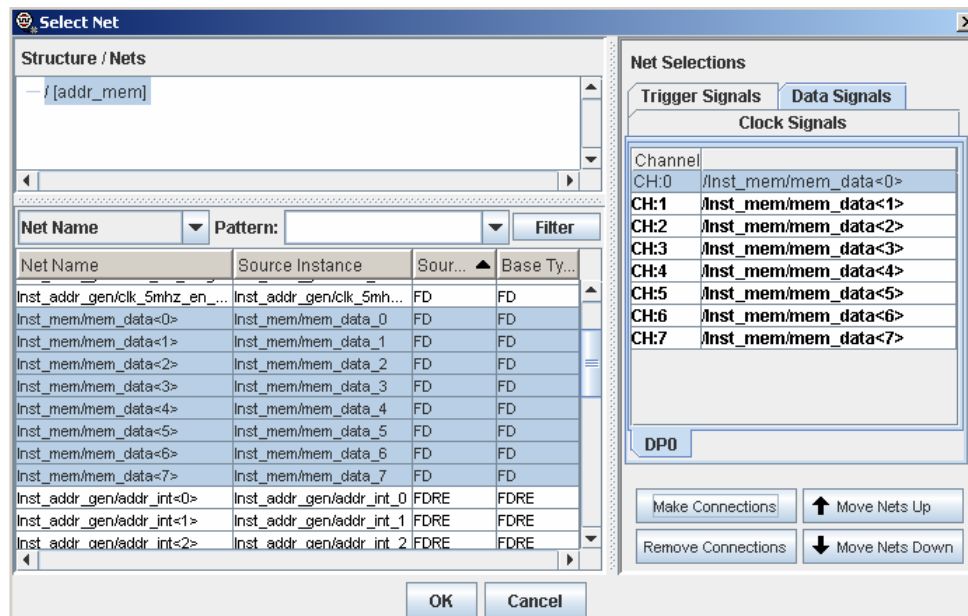 Select Net
Structure / Nets
/ [addr_mem]
Net Name Pattern: Filter
Net Name Source Instance Sour... Base Ty...
Inst_addr_gen/clk_5mhz_en_... Inst_addr_gen/clk_5mh... FD FD
Inst_mem/mem_data<0> Inst_mem/mem_data_0 FD FD
Inst_mem/mem_data<1> Inst_mem/mem_data_1 FD FD
Inst_mem/mem_data<2> Inst_mem/mem_data_2 FD FD
Inst_mem/mem_data<3> Inst_mem/mem_data_3 FD FD
Inst_mem/mem_data<4> Inst_mem/mem_data_4 FD FD
Inst_mem/mem_data<5> Inst_mem/mem_data_5 FD FD
Inst_mem/mem_data<6> Inst_mem/mem_data_6 FD FD
Inst_mem/mem_data<7> Inst_mem/mem_data_7 FD FD
Inst_addr_gen/addr_int<0> Inst_addr_gen/addr_int_0 FDRE FDRE
Inst_addr_gen/addr_int<1> Inst_addr_gen/addr_int_1 FDRE FDRE
Inst_addr_gen/addr_int<2> Inst_addr_gen/addr_int_2 FDRE FDRE
Net Selections
Trigger Signals Data Signals
Clock Signals
Channel
CH:0 /Inst_mem/mem_data<0>
CH:1 /Inst_mem/mem_data<1>
CH:2 /Inst_mem/mem_data<2>
CH:3 /Inst_mem/mem_data<3>
CH:4 /Inst_mem/mem_data<4>
CH:5 /Inst_mem/mem_data<5>
CH:6 /Inst_mem/mem_data<6>
CH:7 /Inst_mem/mem_data<7>
DP0
Make Connections Move Nets Up
Remove Connections Move Nets Down
OK Cancel